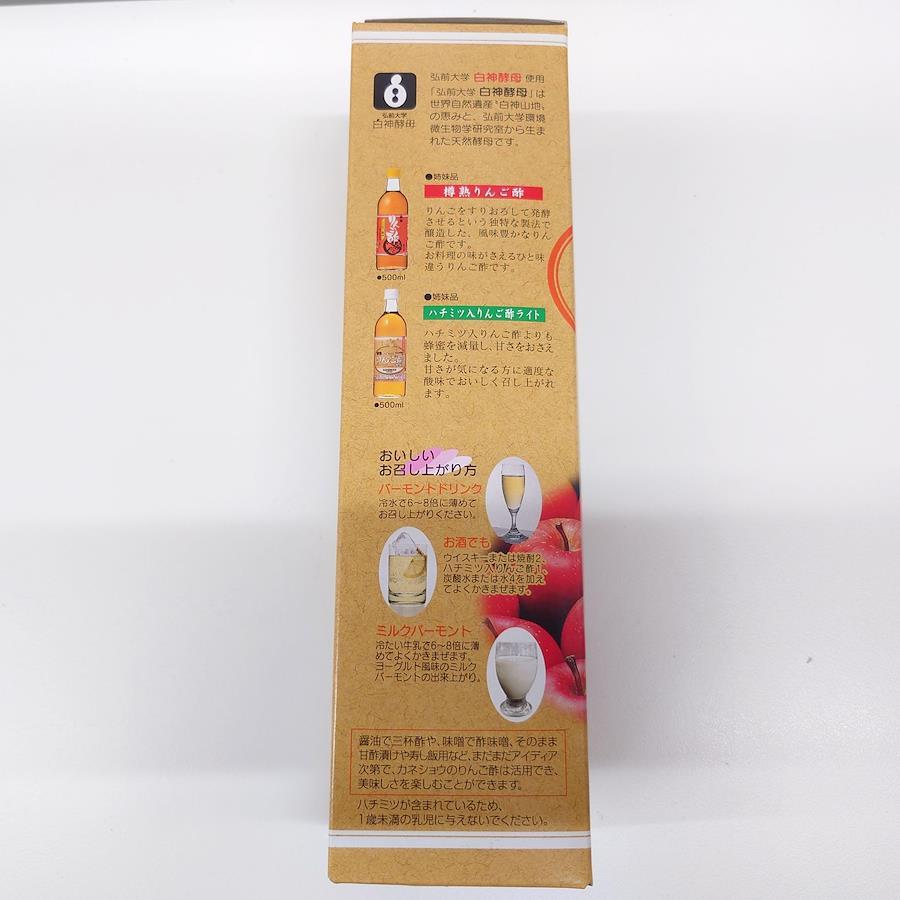 弘前大学 白神酵母 使用
「弘前大学 白神酵母」は
世界自然遺産“白神山地〟
の恵みと、弘前大学環境
微生物学研究室から生ま
れた天然酵母です。
弘前大学
白神酵母
●姉妹品
樽熟りんご酢
りんごをすりおろして発酵
させるという独特な製法で
醸造した、風味豊かなりん
ご酢です。
お料理の味がさえるひと味
違うりんご酢です。
りんご酢
●500ml
●姉妹品
ハチミツ入りんご酢ライト
ハチミツ入りんご酢よりも
蜂蜜を減量し、甘さをおさえ
ました。
甘さが気になる方に適度な
酸味でおいしく召し上がれ
ます。
りんご酢
●500ml
おいしい
お召し上がり方
バーモントドリンク
冷水で6〜8倍に薄めて
お召し上がりください。
お酒でも
ウイスキーまたは焼酎2、
ハチミツ入りんご酢1、
炭酸水または水4を加え
てよくかきまぜます。
ミルクバーモント
冷たい牛乳で6〜8倍に薄
めてよくかきまぜます。
ヨーグルト風味のミルク
バーモントの出来上がり。
醤油で三杯酢や、味噌で酢味噌、そのまま
甘酢漬けや寿し飯用など、まだまだアイディア
次第で、カネショウのりんご酢は活用でき、
美味しさを楽しむことができます。
ハチミツが含まれているため、
1歳未満の乳児に与えないでください。